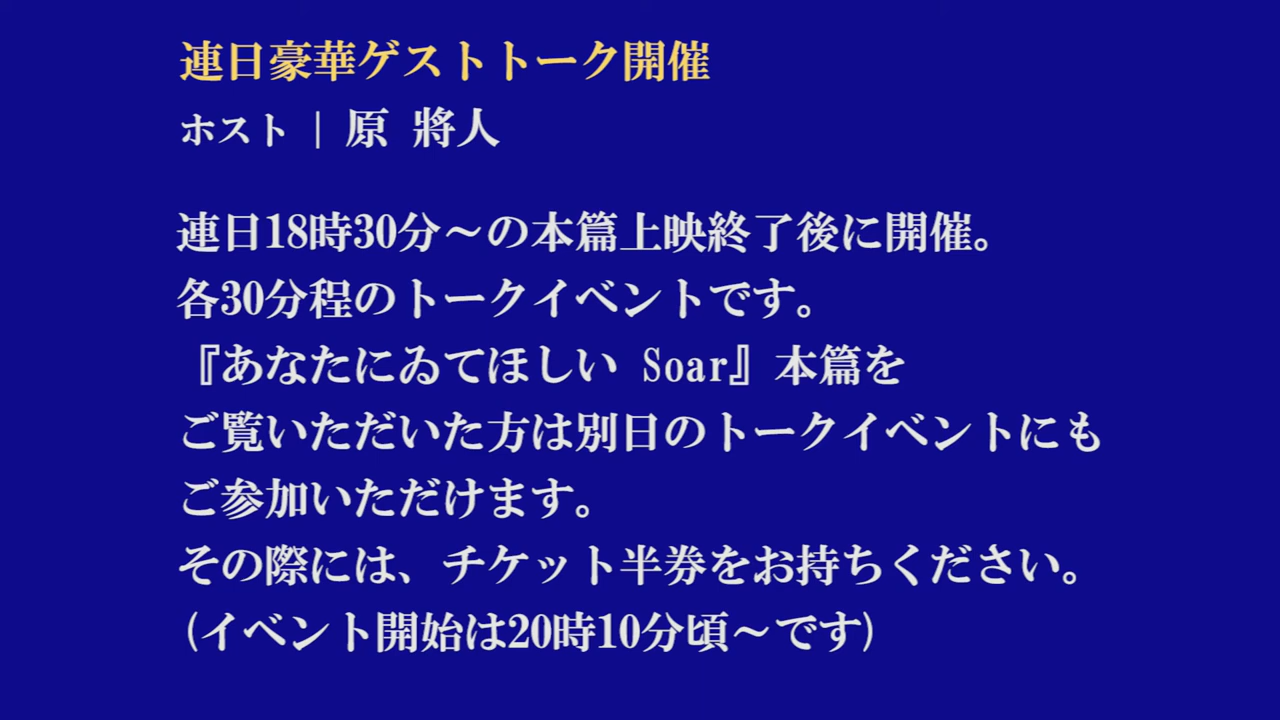 連日豪華ゲストトーク開催
ホスト | 原 將人
連日18時30分～の本篇上映終了後に開催。
各30分程のトークイベントです。
『あなたにゐてほしい Soar』本篇を
ご覧いただいた方は別日のトークイベントにも
ご参加いただけます。
その際には、チケット半券をお持ちください。
(イベント開始は20時10分頃～です)